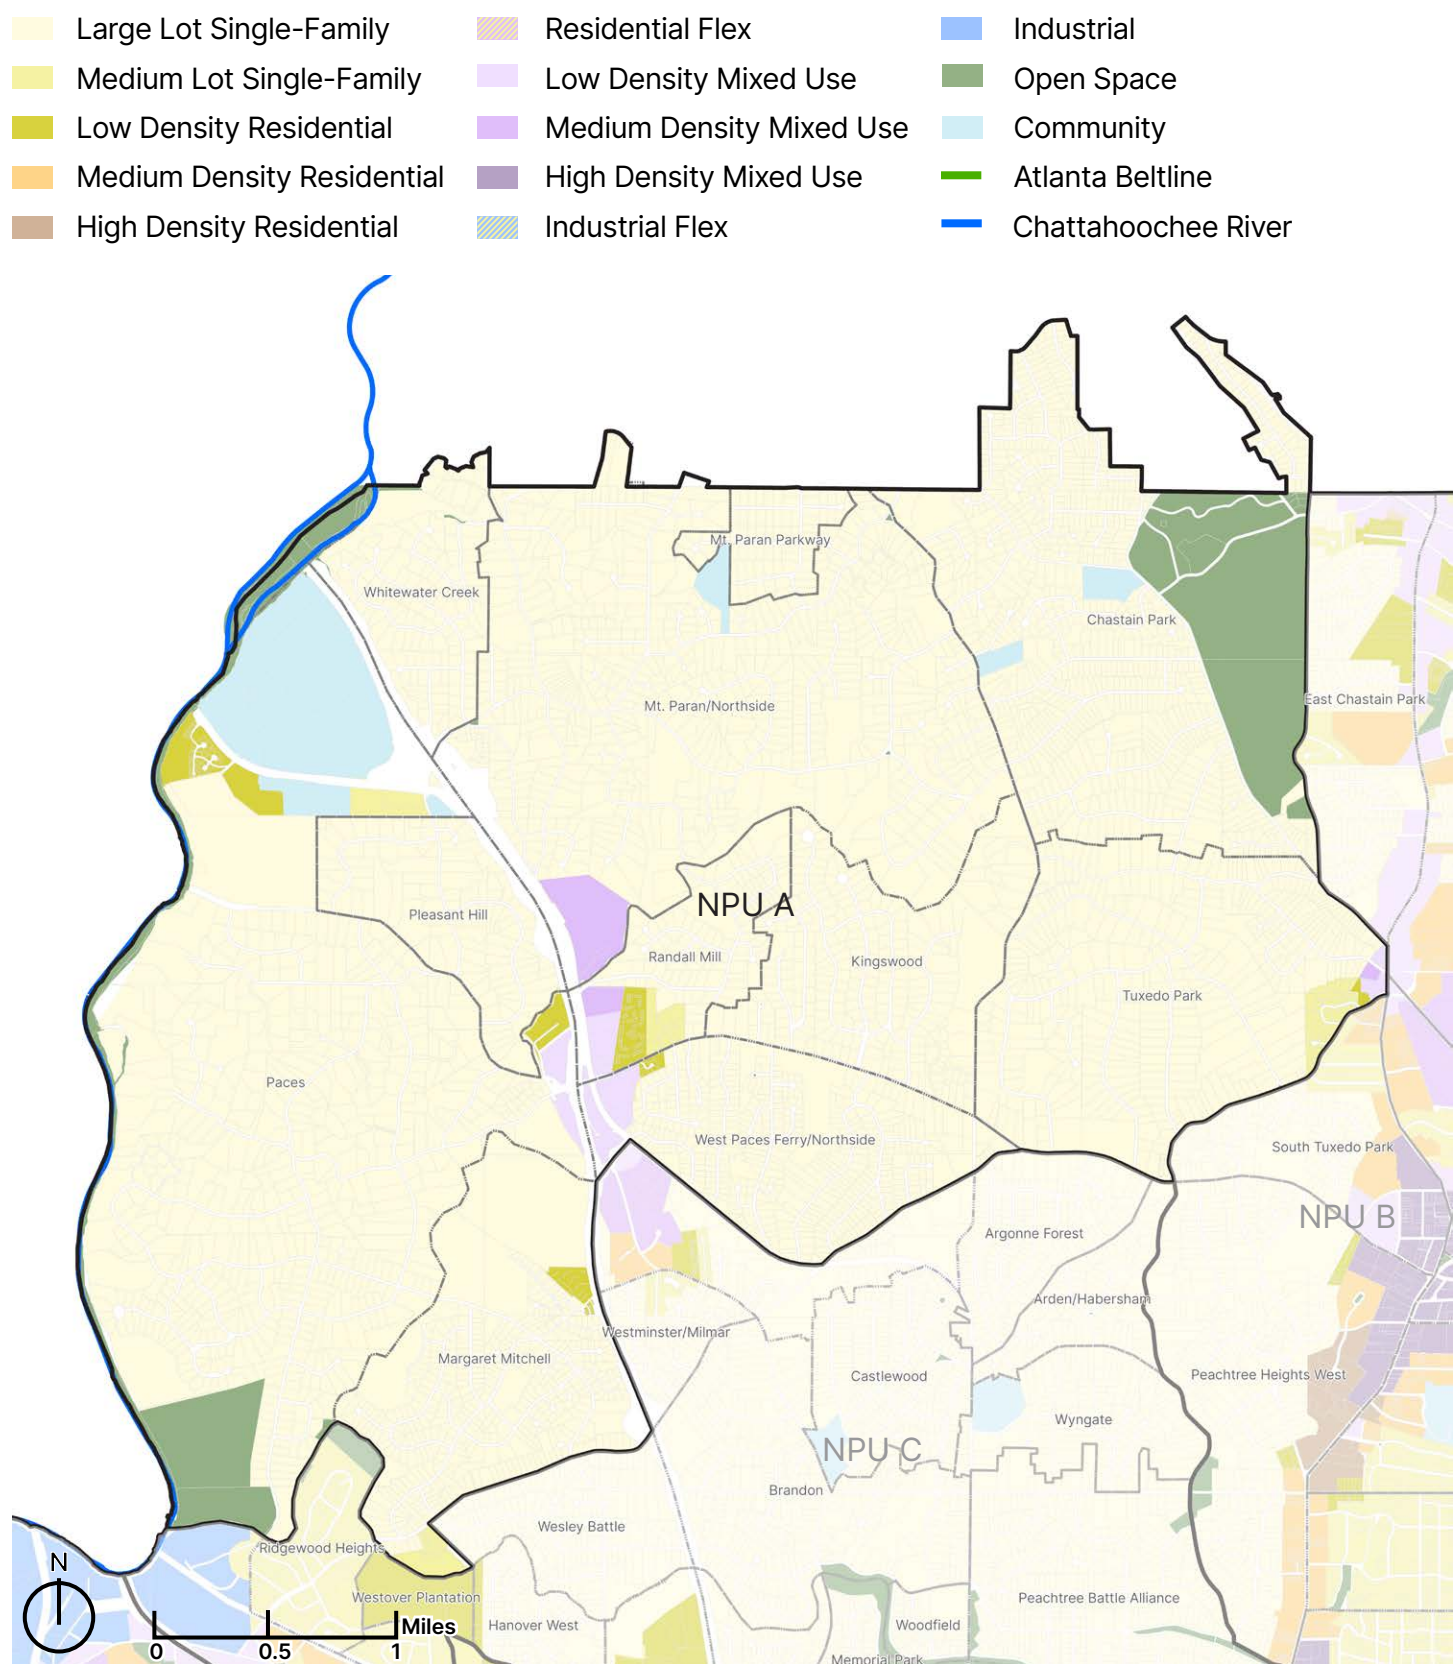 Large Lot Single-Family
Medium Lot Single-Family
Low Density Residential
Medium Density Residential
High Density Residential
Residential Flex
Low Density Mixed Use
Medium Density Mixed Use
High Density Mixed Use
Industrial Flex
Industrial
Open Space
Community
Atlanta Beltline
Chattahoochee River
Mt. Paran Parkway
Whitewater Creek
Chastain Park
East Chastain Park
Mt. Paran/Northside
NPU A
Pleasant Hill
Randall Mill
Kingswood
Tuxedo Park
Paces
West Paces Ferry/Northside
South Tuxedo Park
NPU B
Argonne Forest
Arden/Habersham
Westminster/Milmar
Margaret Mitchell
Castlewood
Peachtree Heights West
Wyngate
NPU C
Brandon
Wesley Battle
Ridgewood Heights
N
Westover Plantation
Peachtree Battle Alliance
Hanover West
Woodfield
Memorial Park
Miles
0
0.5
1